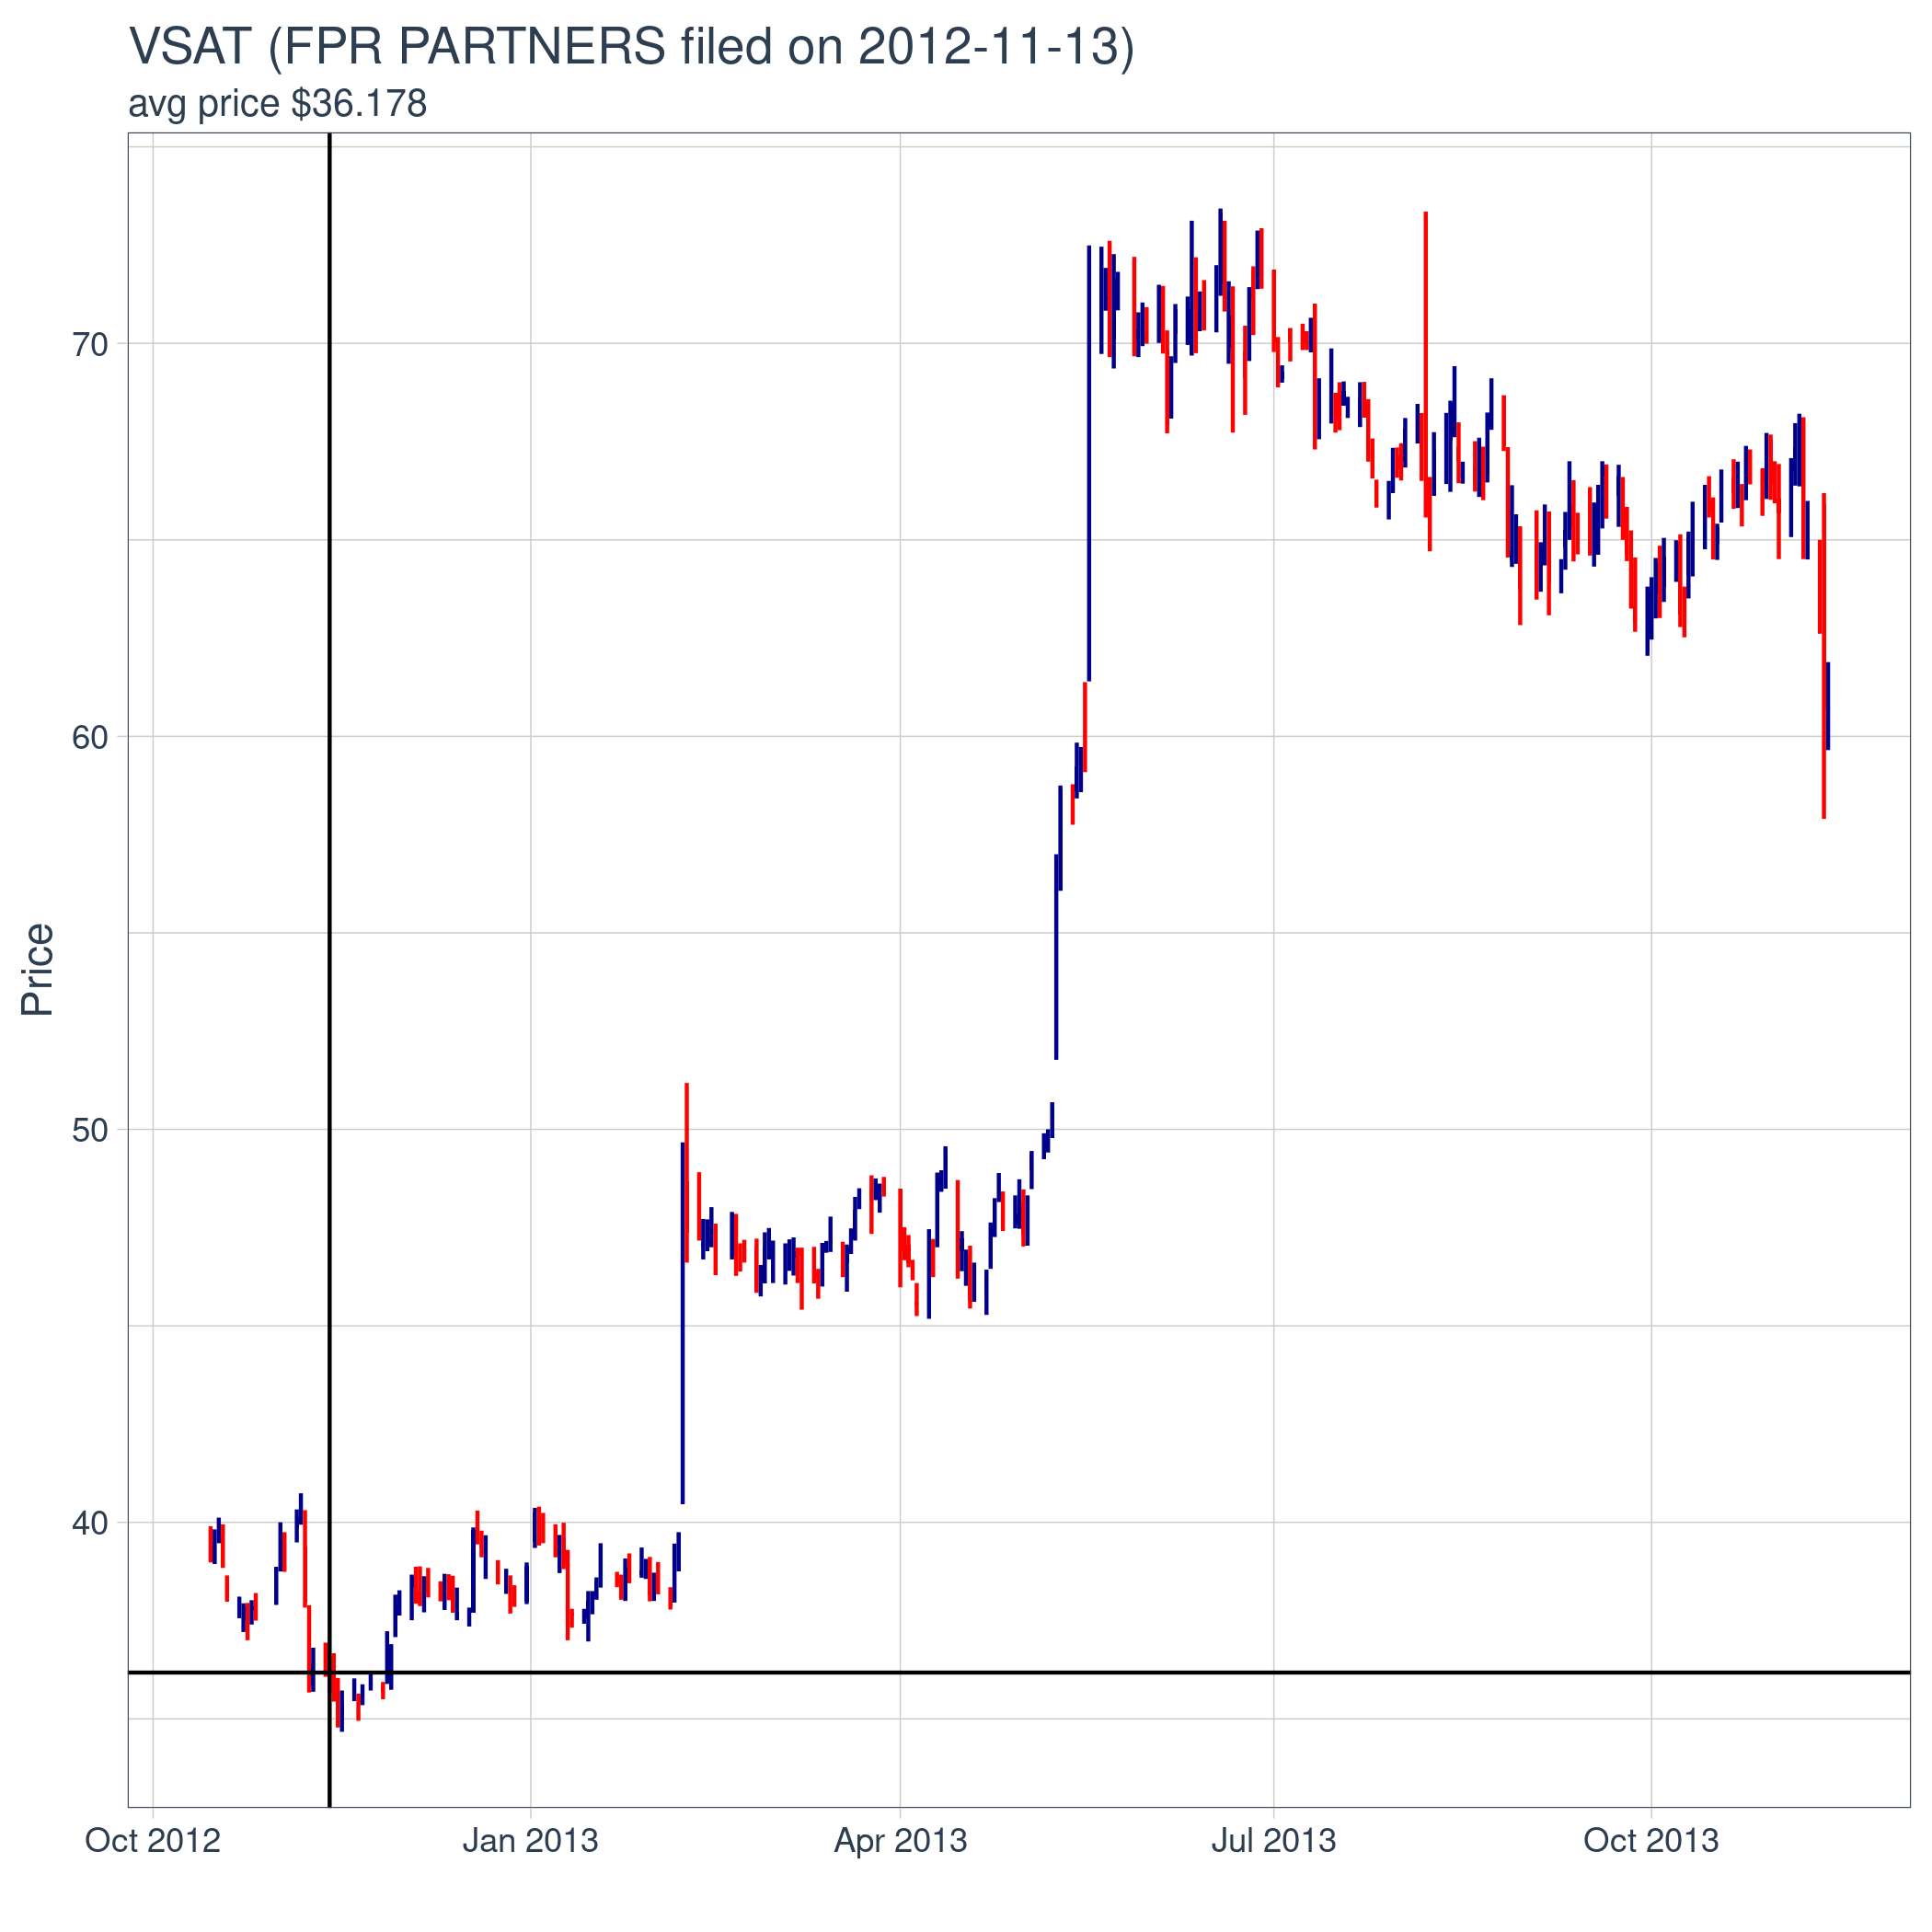 VSAT (FPR PARTNERS filed on 2012-11-13)
avg price $36.178
70
60
50
40
Price
Oct 2012
Jan 2013
Apr 2013
Jul 2013
Oct 2013